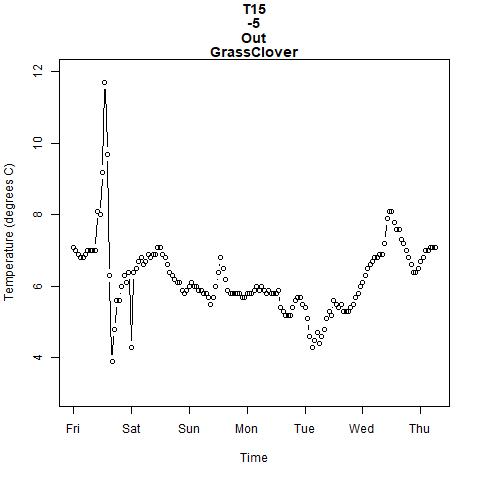 T15
-5
Out
GrassClover
Temperature (degrees C)
12
10
8
6
4
Fri Sat Sun Mon Tue Wed Thu
Time